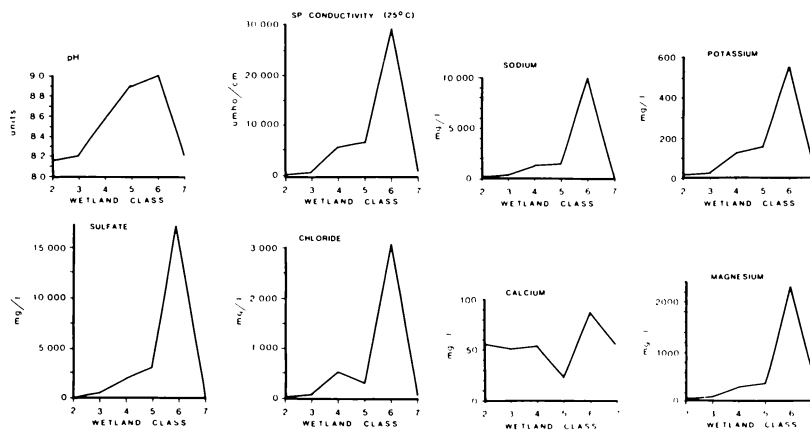 pH
units
9 0
8 8
8 6
8 4
8 2
8 0
2 3 4 5 6 7
WETLAND CLASS
SP CONDUCTIVITY (25°C)
umho/cm
30 000
20 000
10 000
0
2 3 4 5 6 7
WETLAND CLASS
SODIUM
mg/l
10 000
5 000
0
2 3 4 5 6 7
WETLAND CLASS
POTASSIUM
mg/l
600
400
200
0
2 3 4 5 6
WETLAND CLASS
SULFATE
mg/l
15 000
10 000
5 000
0
2 3 4 5 6 7
WETLAND CLASS
CHLORIDE
mg/l
3 000
2 000
1 000
0
2 3 4 5 6 7
WETLAND CLASS
CALCIUM
mg l
100
50
0
2 3 4 5 6 7
WETLAND CLASS
MAGNESIUM
mg l
2000
1000
0
2 3 4 5 6
WETLAND CLASS